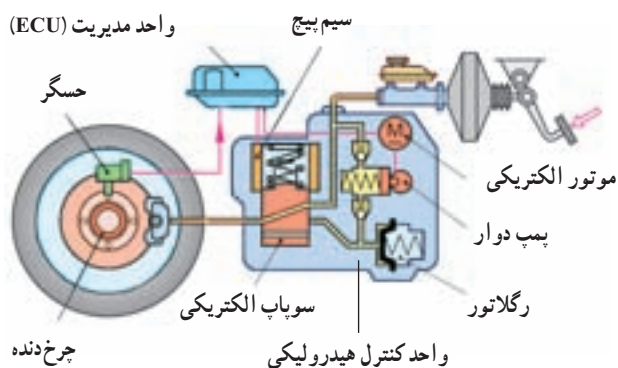 سیم‌پیچ
واحد مدیریت (ECU)
حسگر
موتور الکتریکی
M
پمپ دوار
رگلاتور
سوپاپ الکتریکی
واحد کنترل هیدرولیکی
چرخ‌دنده